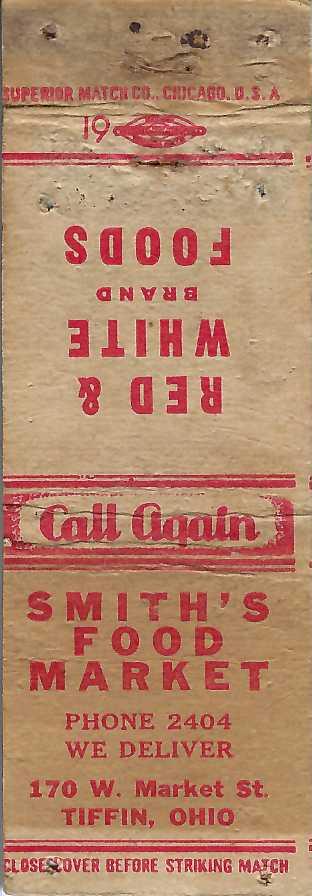 SUPERIOR MATCH CO., CHICAGO, U.S.A
19
RED &
WHITE
BRAND
FOODS
Call Again
SMITH'S
FOOD
MARKET
PHONE 2404
WE DELIVER
170 W. Market St.
TIFFIN, OHIO
CLOSE COVER BEFORE STRIKING MATCH